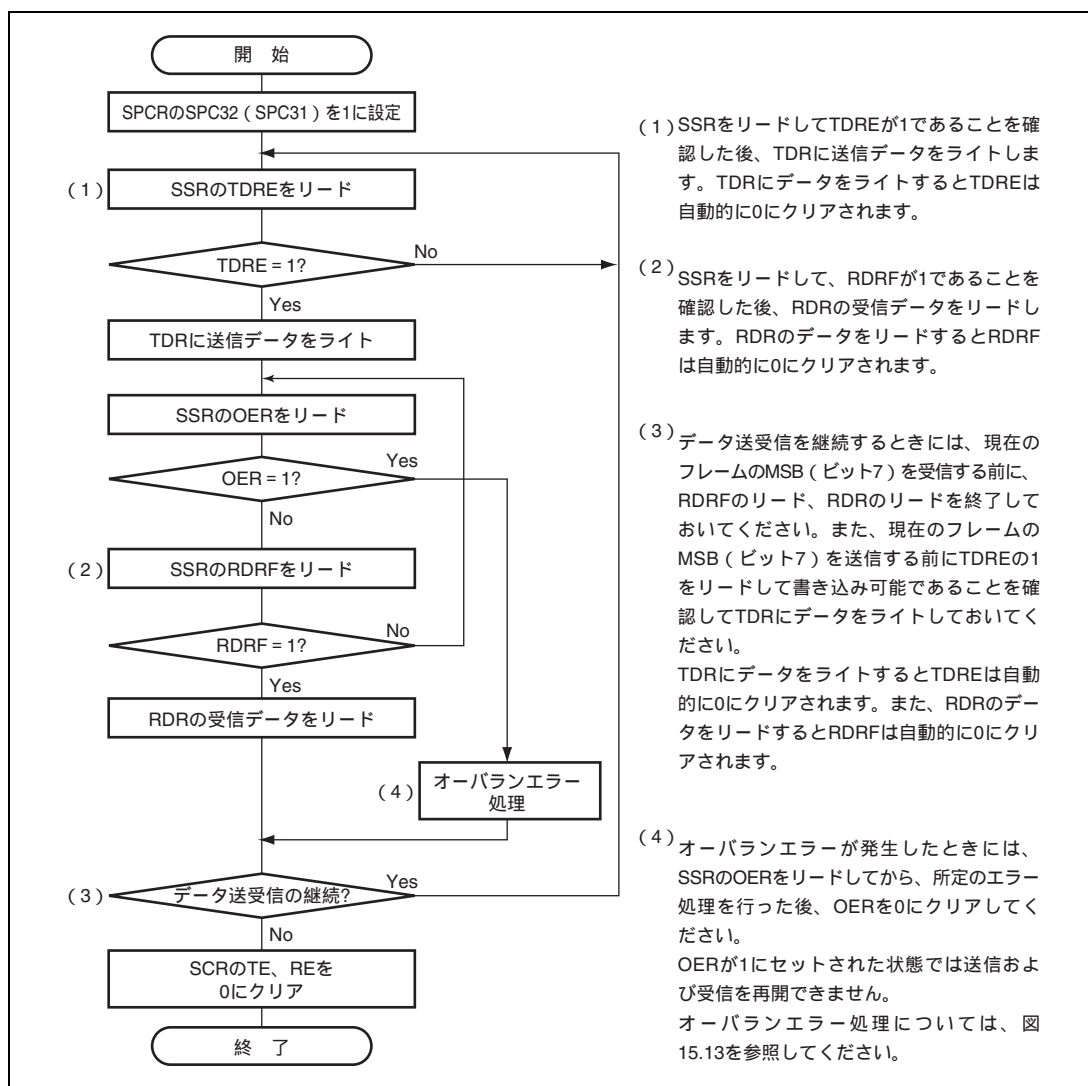 開　始
SPCRのSPC32（SPC31）を1に設定
（1）
SSRのTDREをリード
TDRE = 1?
No
Yes
TDRに送信データをライト
SSRのOERをリード
OER = 1?
Yes
No
（2）
SSRのRDRFをリード
RDRF = 1?
No
Yes
RDRの受信データをリード
（4）
オーバランエラー
処理
（3）
データ送受信の継続?
Yes
No
SCRのTE、REを
0にクリア
終　了
（1）SSRをリードしてTDREが1であることを確
認した後、TDRに送信データをライトしま
す。TDRにデータをライトするとTDREは
自動的に0にクリアされます。
（2）SSRをリードして、RDRFが1であることを
確認した後、RDRの受信データをリードし
ます。RDRのデータをリードするとRDRF
は自動的に0にクリアされます。
（3）データ送受信を継続するときには、現在の
フレームのMSB（ビット7）を受信する前に、
RDRFのリード、RDRのリードを終了して
おいてください。また、現在のフレームの
MSB（ビット7）を送信する前にTDREの1
をリードして書き込み可能であることを確
認してTDRにデータをライトしておいてく
ださい。
TDRにデータをライトするとTDREは自動
的に0にクリアされます。また、RDRのデー
タをリードするとRDRFは自動的に0にクリ
アされます。
（4）オーバランエラーが発生したときには、
SSRのOERをリードしてから、所定のエラー
処理を行った後、OERを0にクリアしてく
ださい。
OERが1にセットされた状態では送信およ
び受信を再開できません。
オーバランエラー処理については、図
15.13を参照してください。